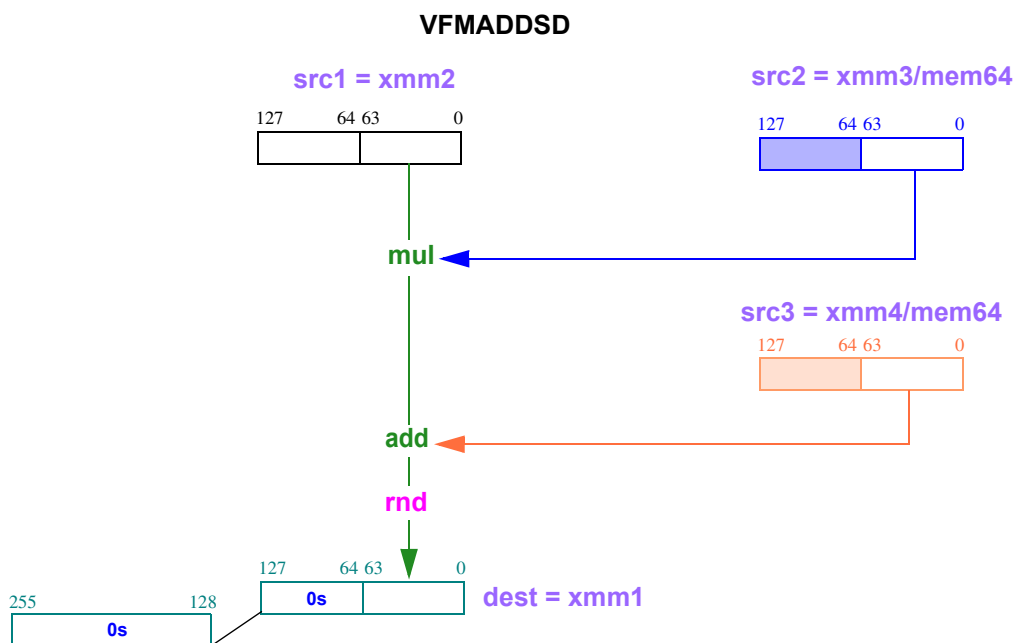 VFMADDSD
src1 = xmm2
src2 = xmm3/mem64
127 64 63 0
127 64 63 0
mul
src3 = xmm4/mem64
127 64 63 0
add
rnd
127 64 63 0
0s
dest = xmm1
255 128
0s